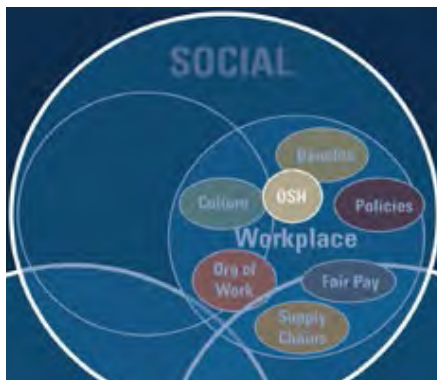 SOCIAL
Benefits
OSH
Culture
Policies
Workplace
Org of
Work
Fair Pay
Supply
Chains